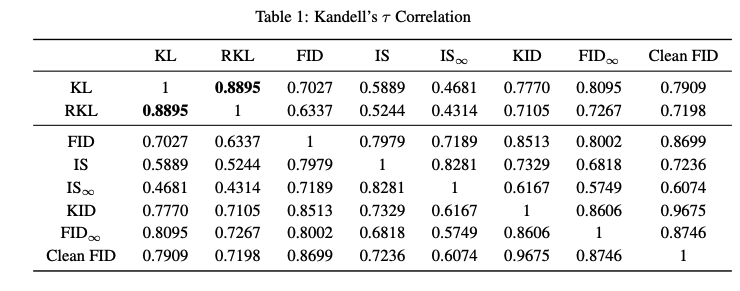 Table 1: Kandell's τ Correlation
KL RKL FID IS IS∞ KID FID∞ Clean FID
KL 1 0.8895 0.7027 0.5889 0.4681 0.7770 0.8095 0.7909
RKL 0.8895 1 0.6337 0.5244 0.4314 0.7105 0.7267 0.7198
FID 0.7027 0.6337 1 0.7979 0.7189 0.8513 0.8002 0.8699
IS 0.5889 0.5244 0.7979 1 0.8281 0.7329 0.6818 0.7236
IS∞ 0.4681 0.4314 0.7189 0.8281 1 0.6167 0.5749 0.6074
KID 0.7770 0.7105 0.8513 0.7329 0.6167 1 0.8606 0.9675
FID∞ 0.8095 0.7267 0.8002 0.6818 0.5749 0.8606 1 0.8746
Clean FID 0.7909 0.7198 0.8699 0.7236 0.6074 0.9675 0.8746 1